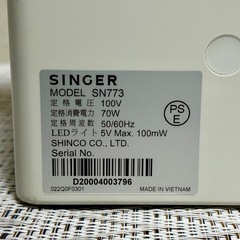 SINGER
MODEL SN773
定格電圧 100V
定格消費電力 70W
定格周波数 50/60Hz
LEDライト 5V Max. 100mW
SHINCO CO., LTD.
Serial No.
PS
E
D20004003796
022Q0F0301
MADE IN VIETNAM